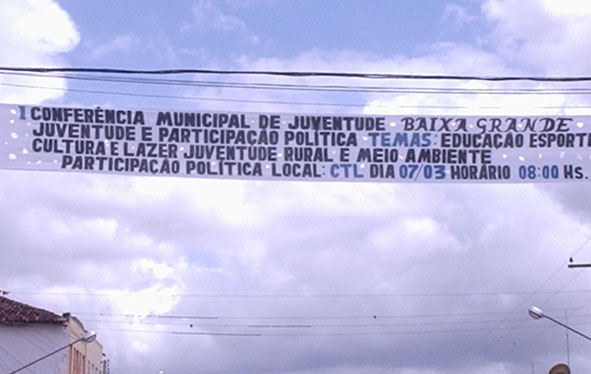 I CONFERÊNCIA MUNICIPAL DE JUVENTUDE BAIXA GRANDE
JUVENTUDE E PARTICIPAÇÃO POLÍTICA TEMAS: EDUCAÇÃO ESPORTE
CULTURA E LAZER JUVENTUDE RURAL E MEIO AMBIENTE
PARTICIPAÇÃO POLÍTICA LOCAL: CTL DIA 07/03 HORÁRIO 08:00 Hs.